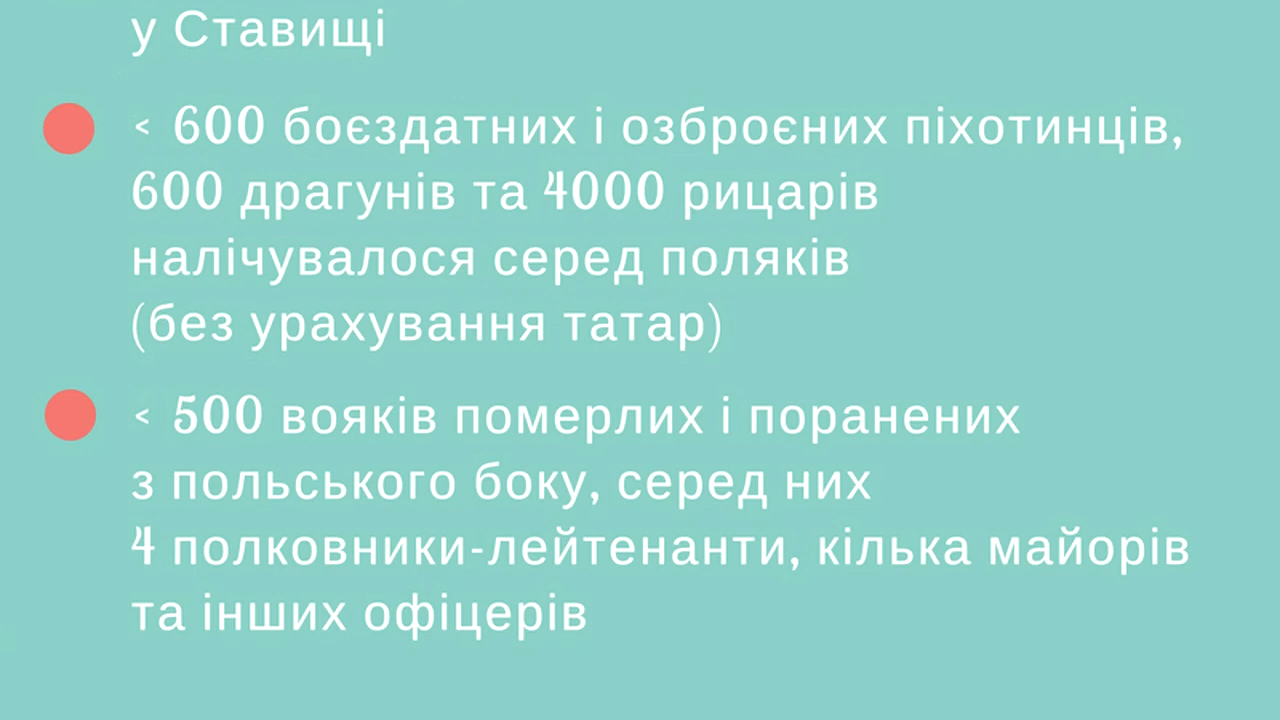 у Ставищі
< 600 боєздатних і озброєних піхотинців,
600 драгунів та 4000 рицарів
налічувалося серед поляків
(без урахування татар)
< 500 вояків померлих і поранених
з польського боку, серед них
4 полковники-лейтенанти, кілька майорів
та інших офіцерів